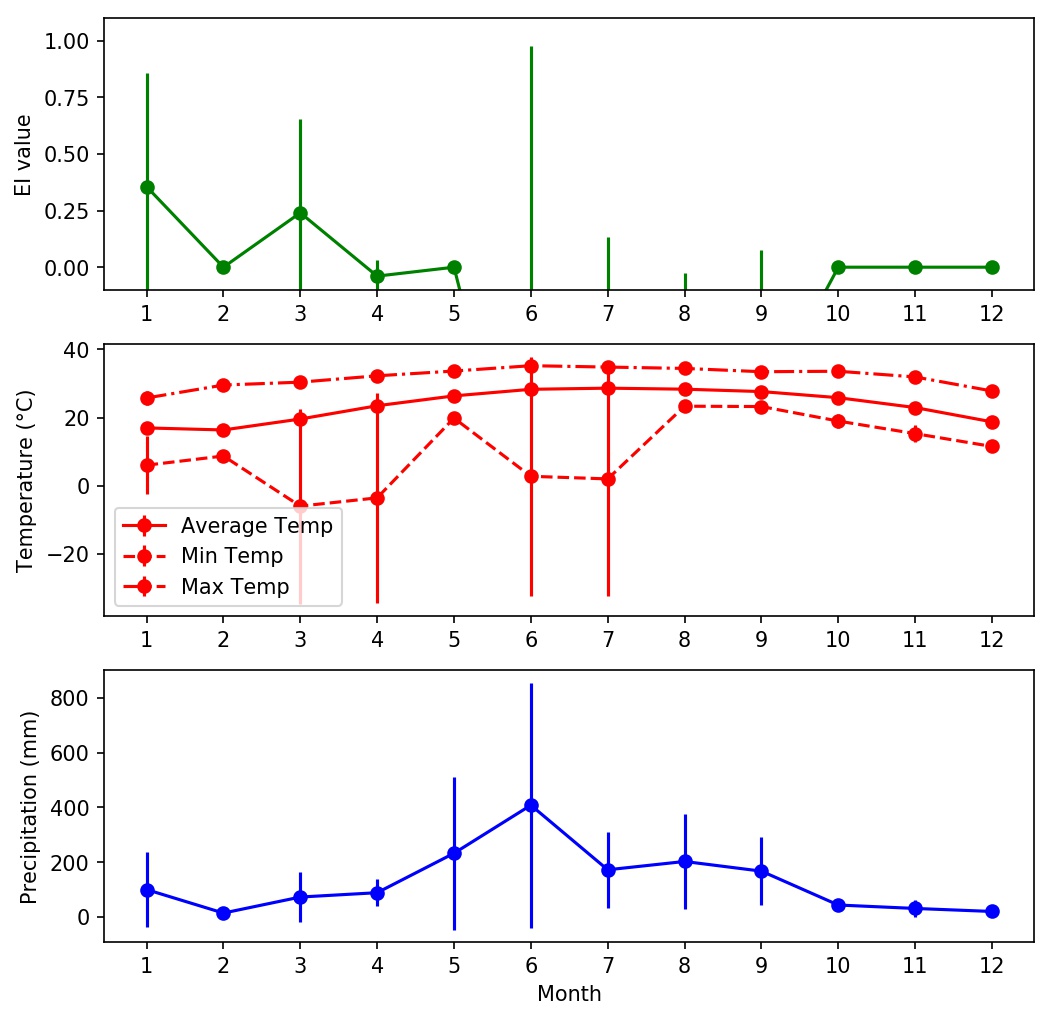 EI value
1.00
0.75
0.50
0.25
0.00
1 2 3 4 5 6 7 8 9 10 11 12
Temperature (°C)
40
20
0
−20
Average Temp
Min Temp
Max Temp
1 2 3 4 5 6 7 8 9 10 11 12
Precipitation (mm)
800
600
400
200
0
1 2 3 4 5 6 7 8 9 10 11 12
Month